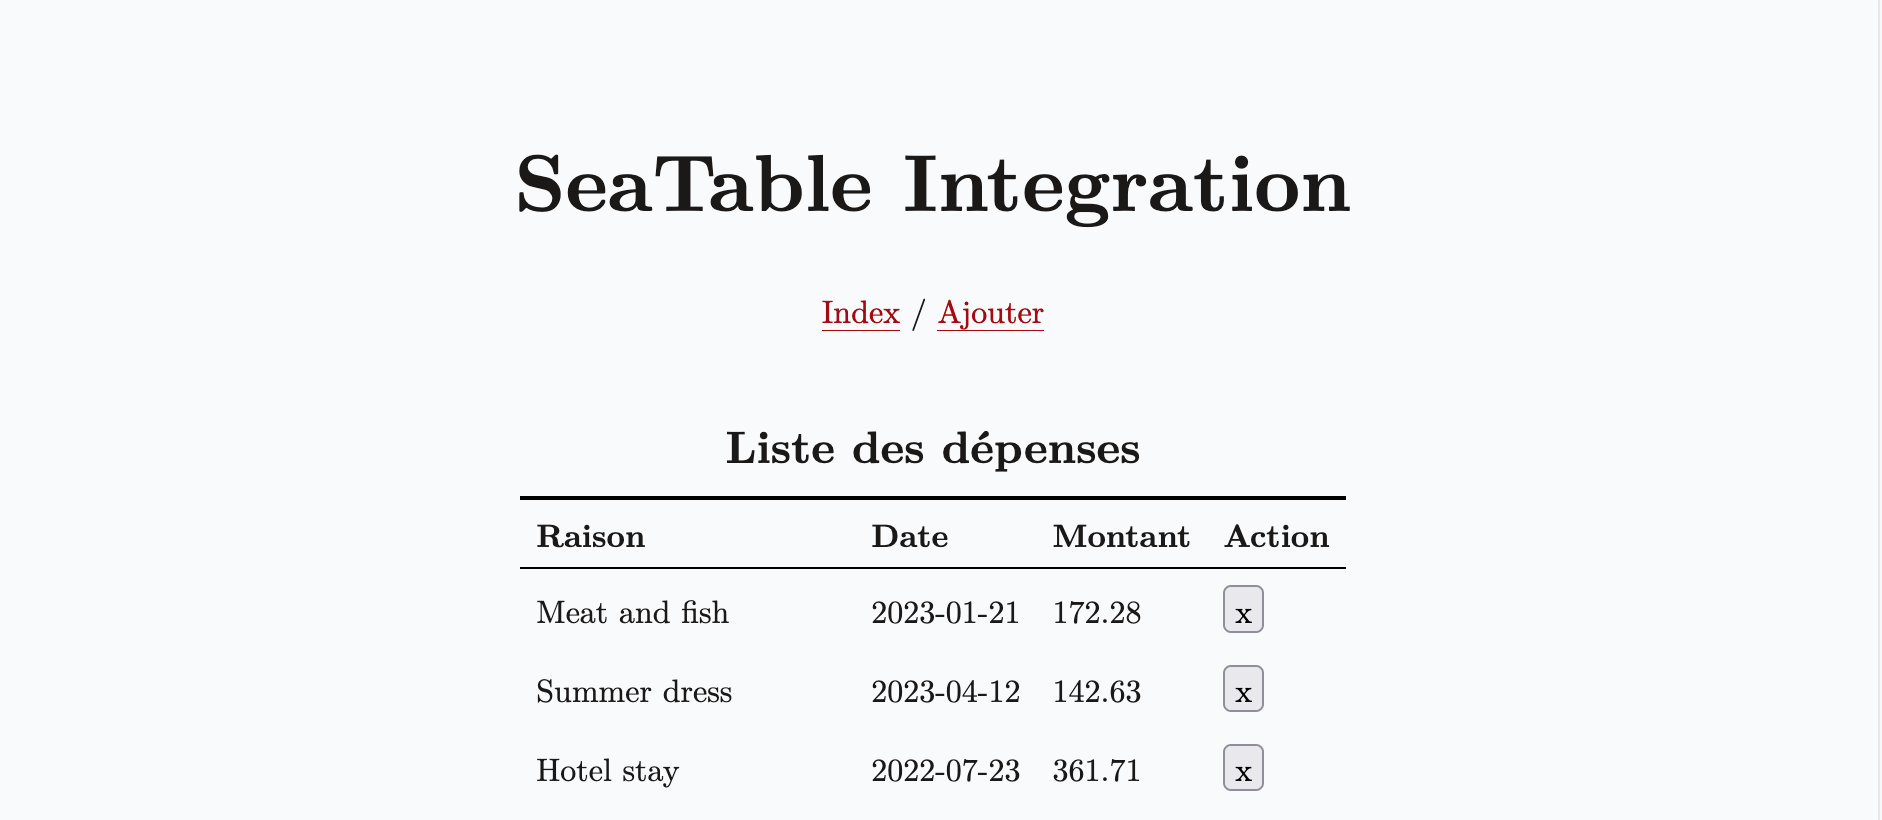 SeaTable Integration
Index / Ajouter
Liste des dépenses
Raison Date Montant Action
Meat and fish 2023-01-21 172.28 x
Summer dress 2023-04-12 142.63 x
Hotel stay 2022-07-23 361.71 x